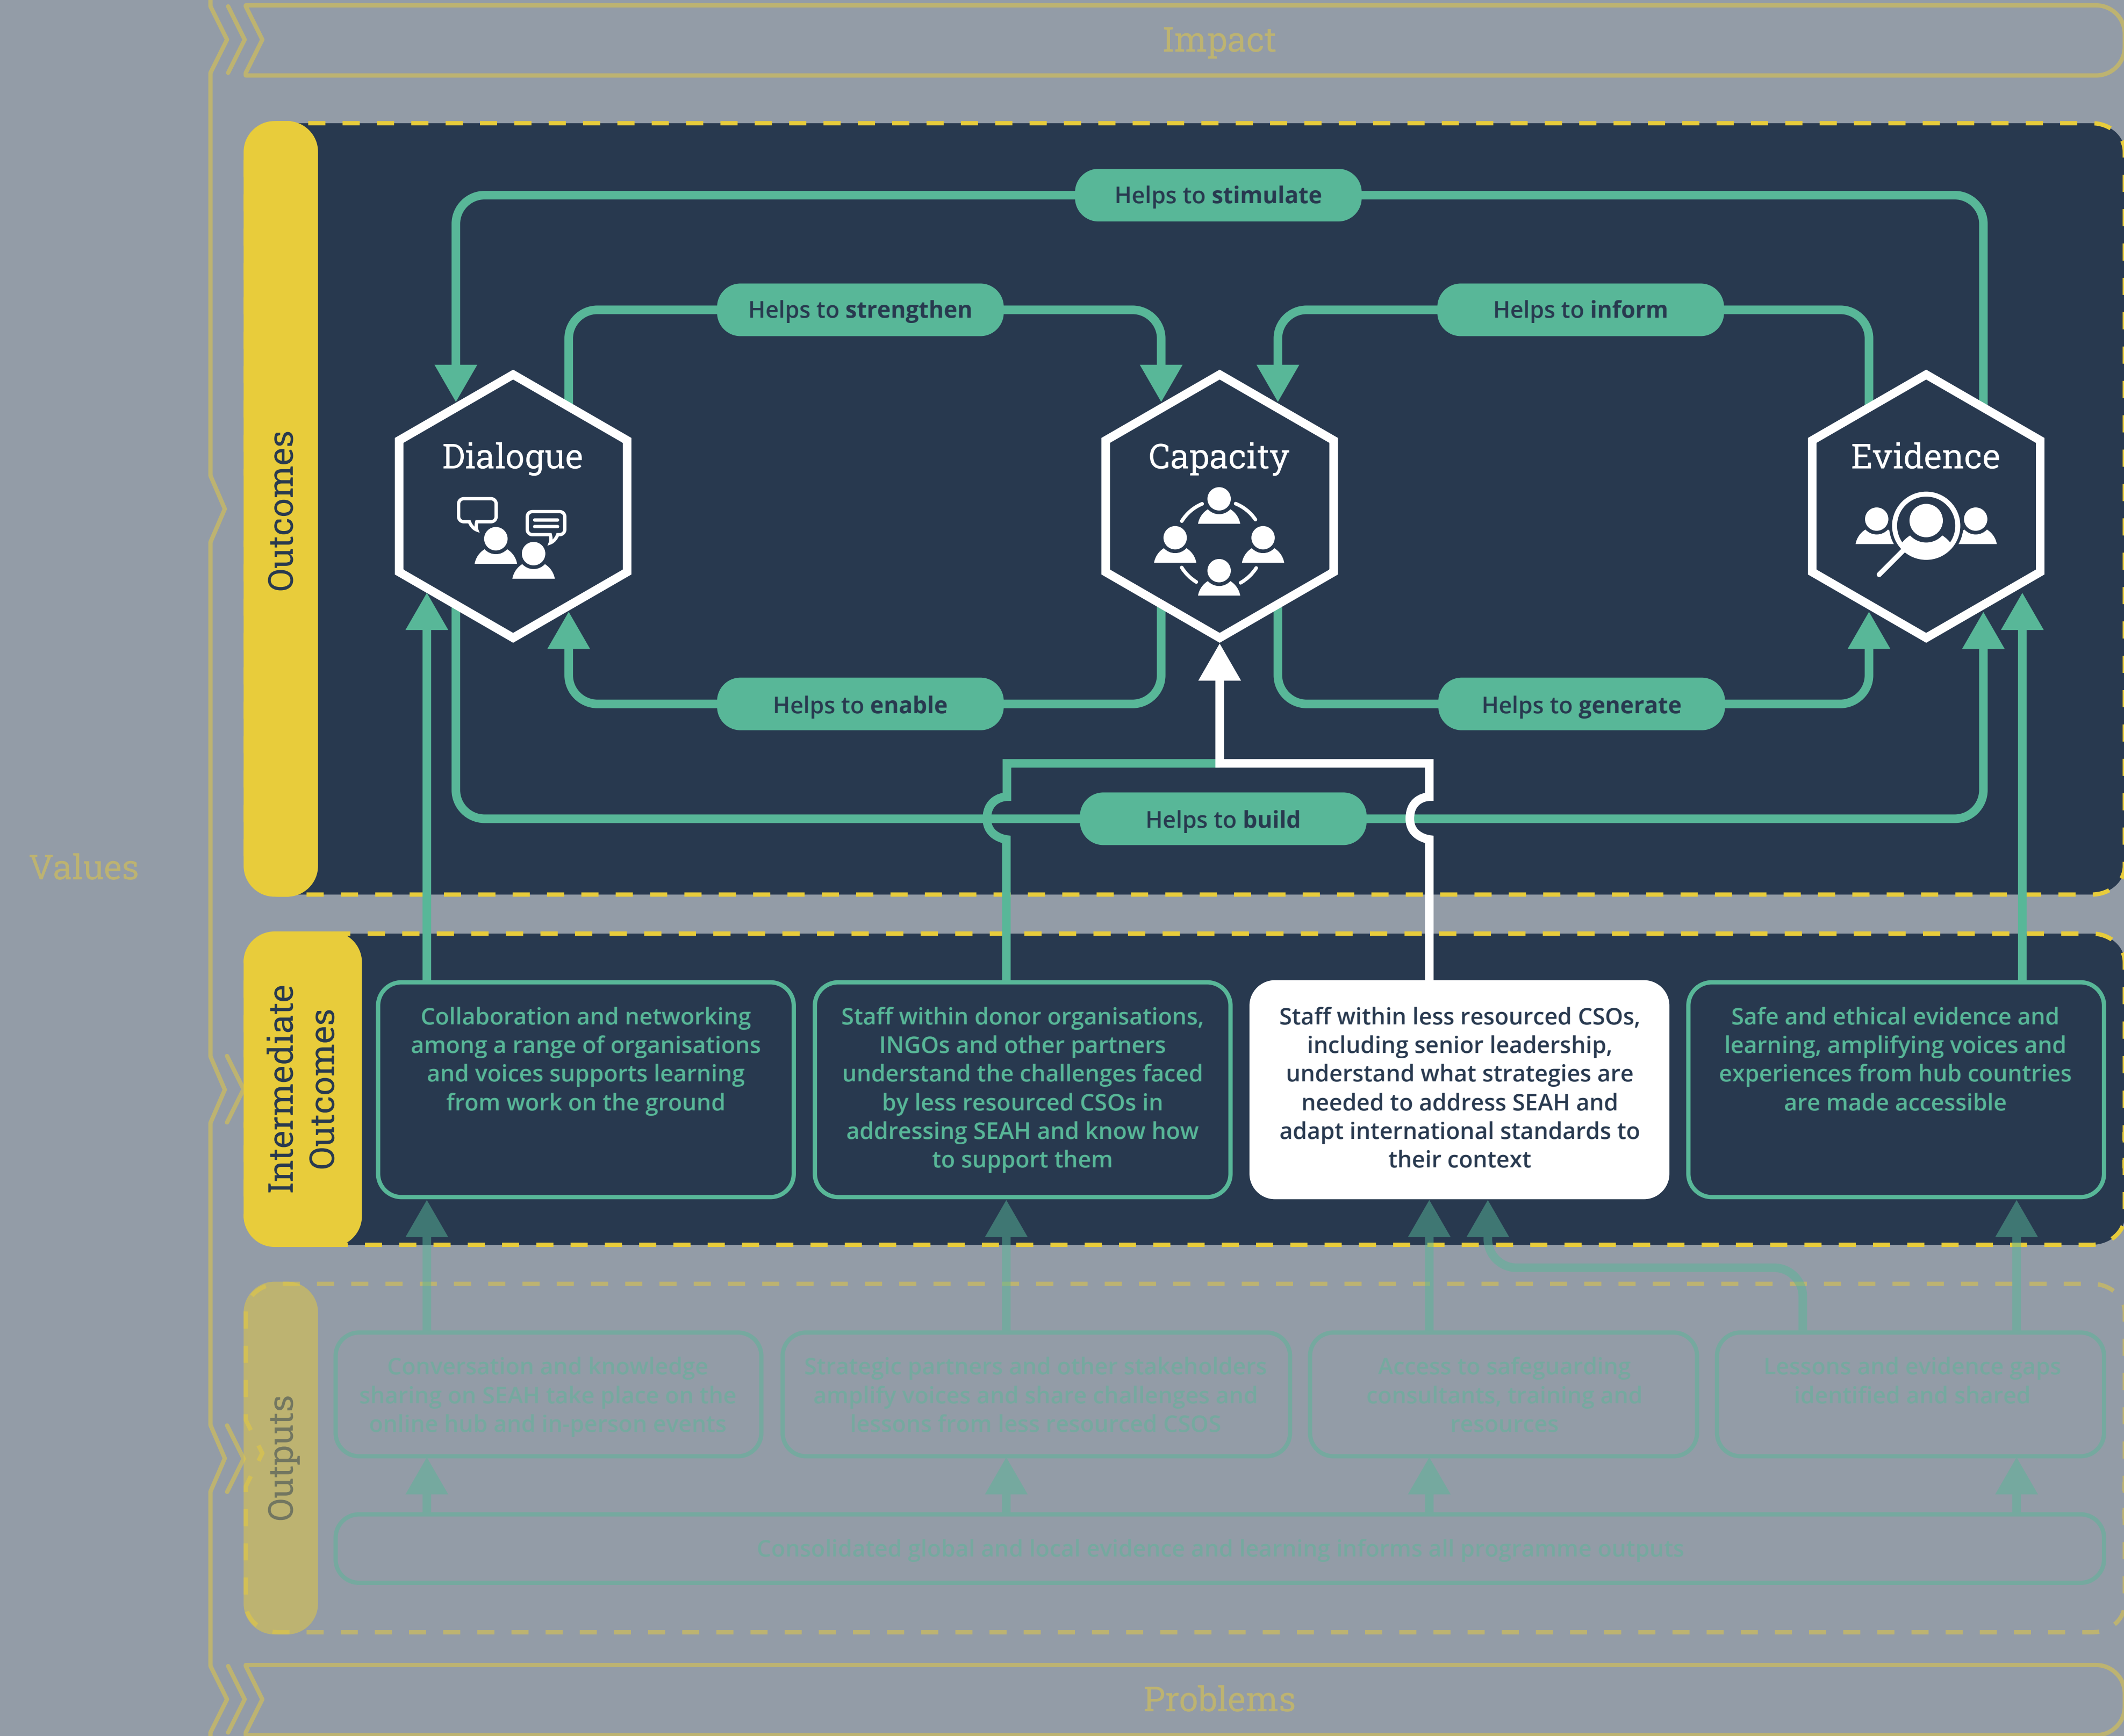 Impact
Values
Outcomes
Helps to stimulate
Helps to strengthen
Helps to inform
Dialogue
Capacity
Evidence
Helps to enable
Helps to generate
Helps to build
Intermediate
Outcomes
Collaboration and networking
among a range of organisations
and voices supports learning
from work on the ground
Staff within donor organisations,
INGOs and other partners
understand the challenges faced
by less resourced CSOs in
addressing SEAH and know how
to support them
Staff within less resourced CSOs,
including senior leadership,
understand what strategies are
needed to address SEAH and
adapt international standards to
their context
Safe and ethical evidence and
learning, amplifying voices and
experiences from hub countries
are made accessible
Outputs
Conversation and knowledge
sharing on SEAH take place on the
online hub and in-person events
Strategic partners and other stakeholders
amplify voices and share challenges and
lessons from less resourced CSOS
Access to safeguarding
consultants, training and
resources
Lessons and evidence gaps
identified and shared
Consolidated global and local evidence and learning informs all programme outputs
Problems